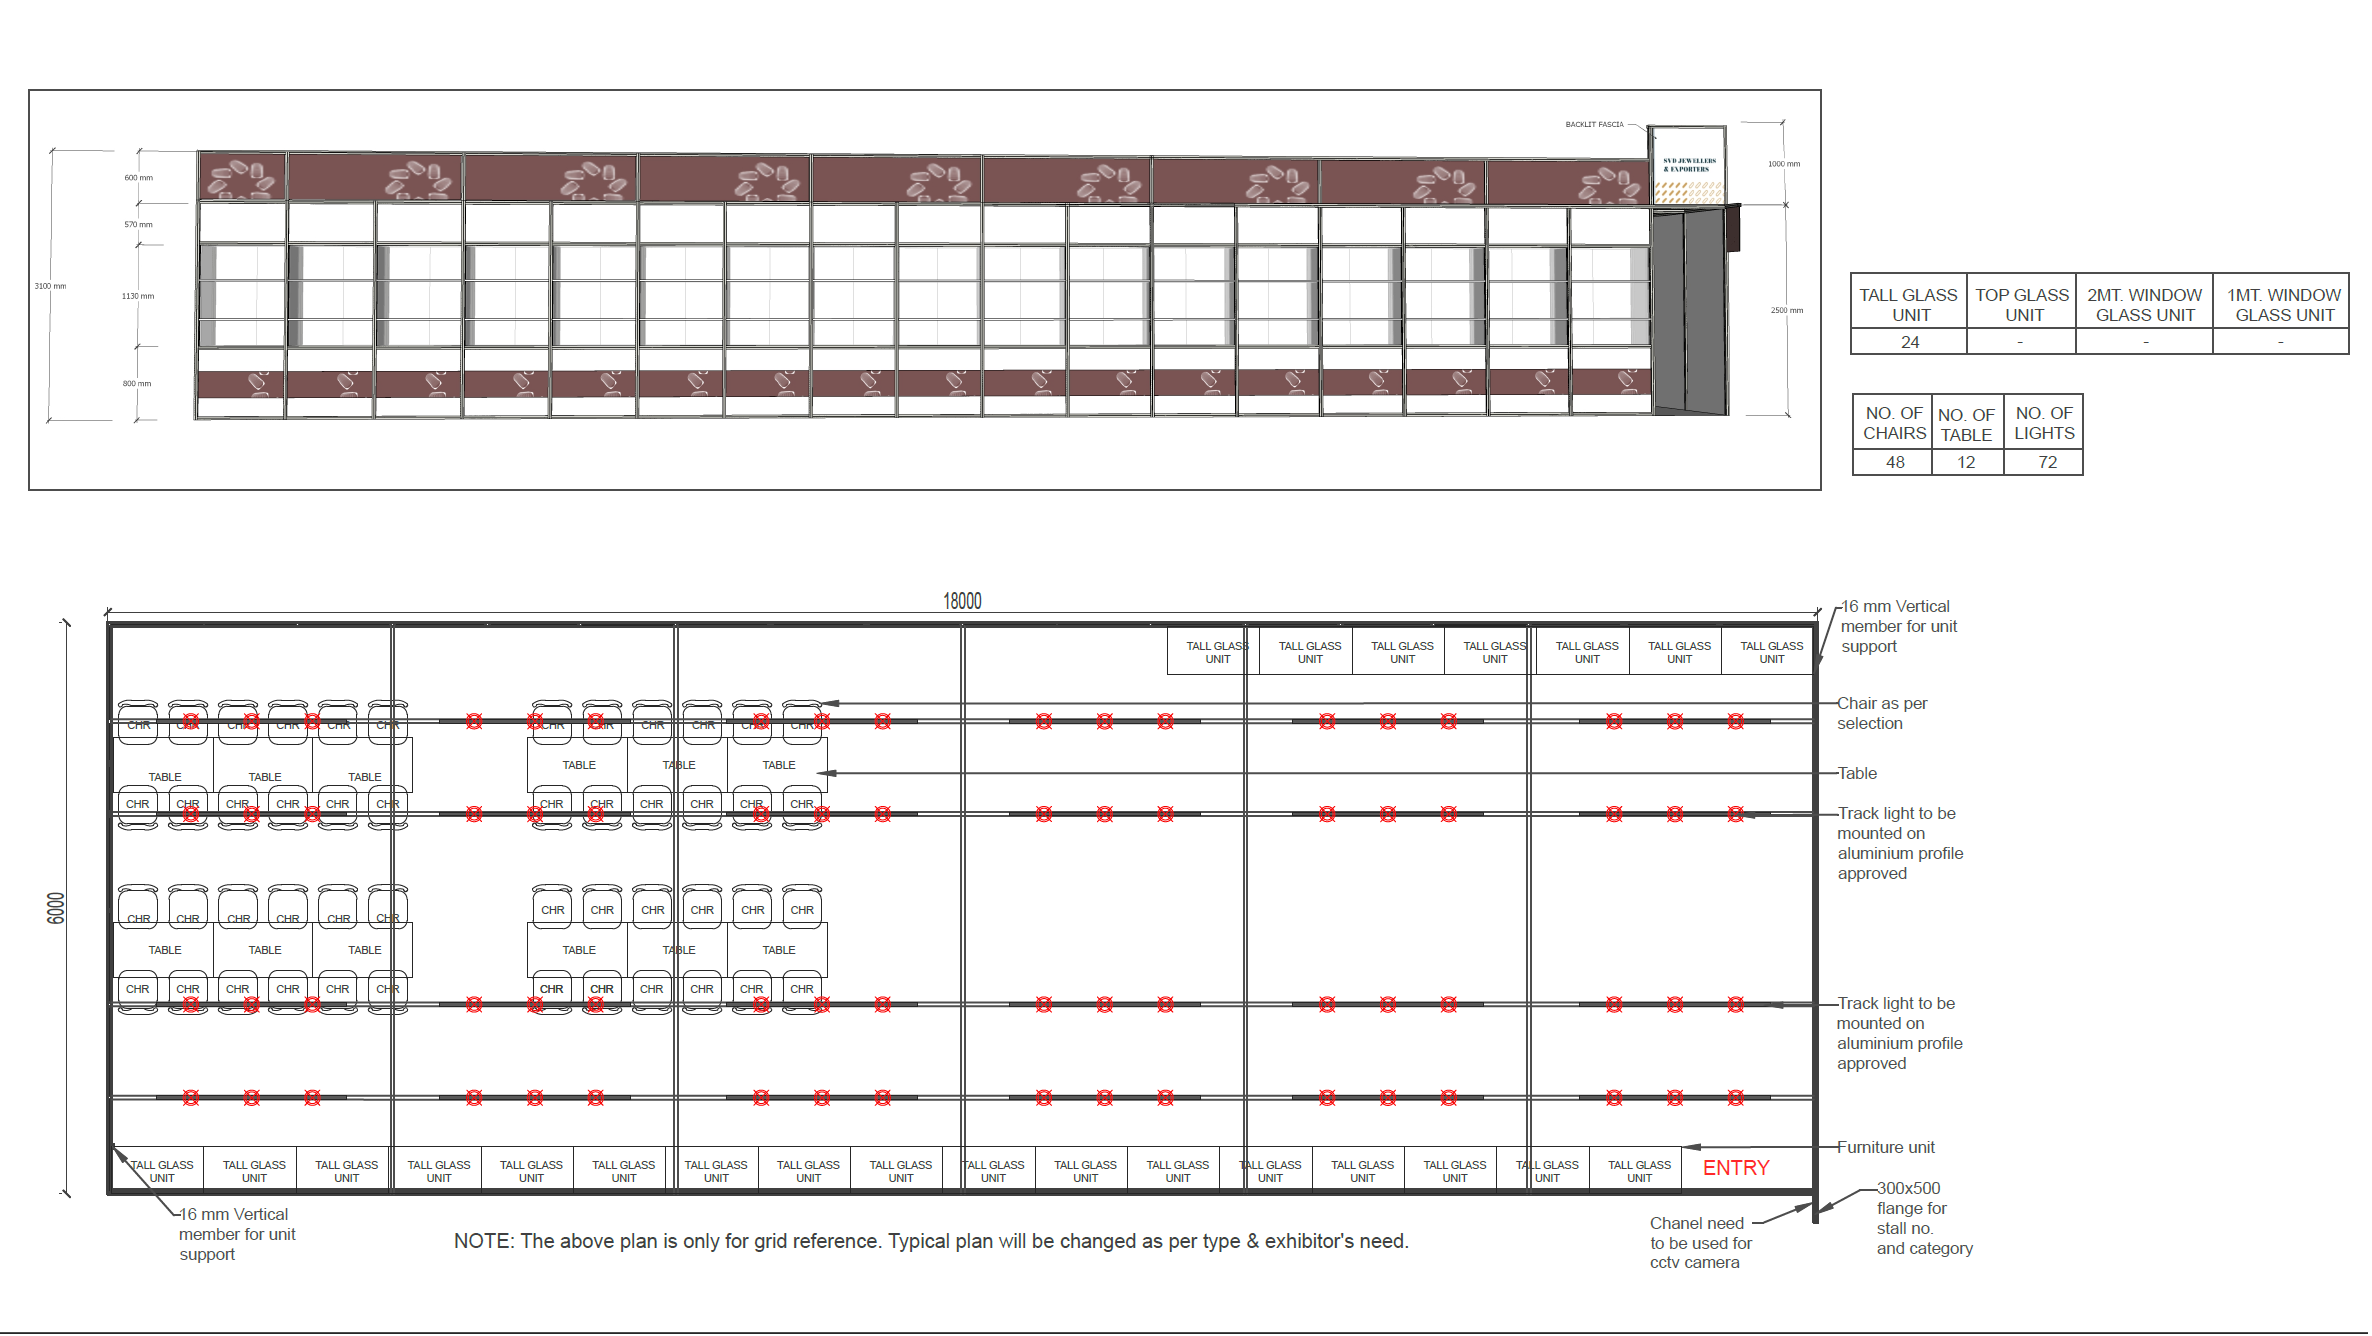 BACKLIT FASCIA
SVD JEWELLERS
& EXPORTERS
600 mm
570 mm
1130 mm
800 mm
3100 mm
1000 mm
2500 mm
TALL GLASS UNIT TOP GLASS UNIT 2MT. WINDOW GLASS UNIT 1MT. WINDOW GLASS UNIT
24 - - -
NO. OF CHAIRS NO. OF TABLE NO. OF LIGHTS
48 12 72
18000
6000
TALL GLASS UNIT TALL GLASS UNIT TALL GLASS UNIT TALL GLASS UNIT TALL GLASS UNIT TALL GLASS UNIT TALL GLASS UNIT
16 mm Vertical
member for unit
support
CHR CHR CHR CHR CHR CHR CHR CHR CHR CHR CHR CHR
Chair as per
selection
TABLE TABLE TABLE TABLE TABLE TABLE
Table
CHR CHR CHR CHR CHR CHR CHR CHR CHR CHR CHR CHR
Track light to be
mounted on
aluminium profile
approved
CHR CHR CHR CHR CHR CHR CHR CHR CHR CHR CHR CHR
TABLE TABLE TABLE TABLE TABLE TABLE
CHR CHR CHR CHR CHR CHR CHR CHR CHR CHR CHR CHR
Track light to be
mounted on
aluminium profile
approved
Furniture unit
TALL GLASS UNIT TALL GLASS UNIT TALL GLASS UNIT TALL GLASS UNIT TALL GLASS UNIT TALL GLASS UNIT TALL GLASS UNIT TALL GLASS UNIT TALL GLASS UNIT TALL GLASS UNIT TALL GLASS UNIT TALL GLASS UNIT TALL GLASS UNIT TALL GLASS UNIT TALL GLASS UNIT TALL GLASS UNIT TALL GLASS UNIT
ENTRY
16 mm Vertical
member for unit
support
NOTE: The above plan is only for grid reference. Typical plan will be changed as per type & exhibitor's need.
Chanel need
to be used for
cctv camera
300x500
flange for
stall no.
and category